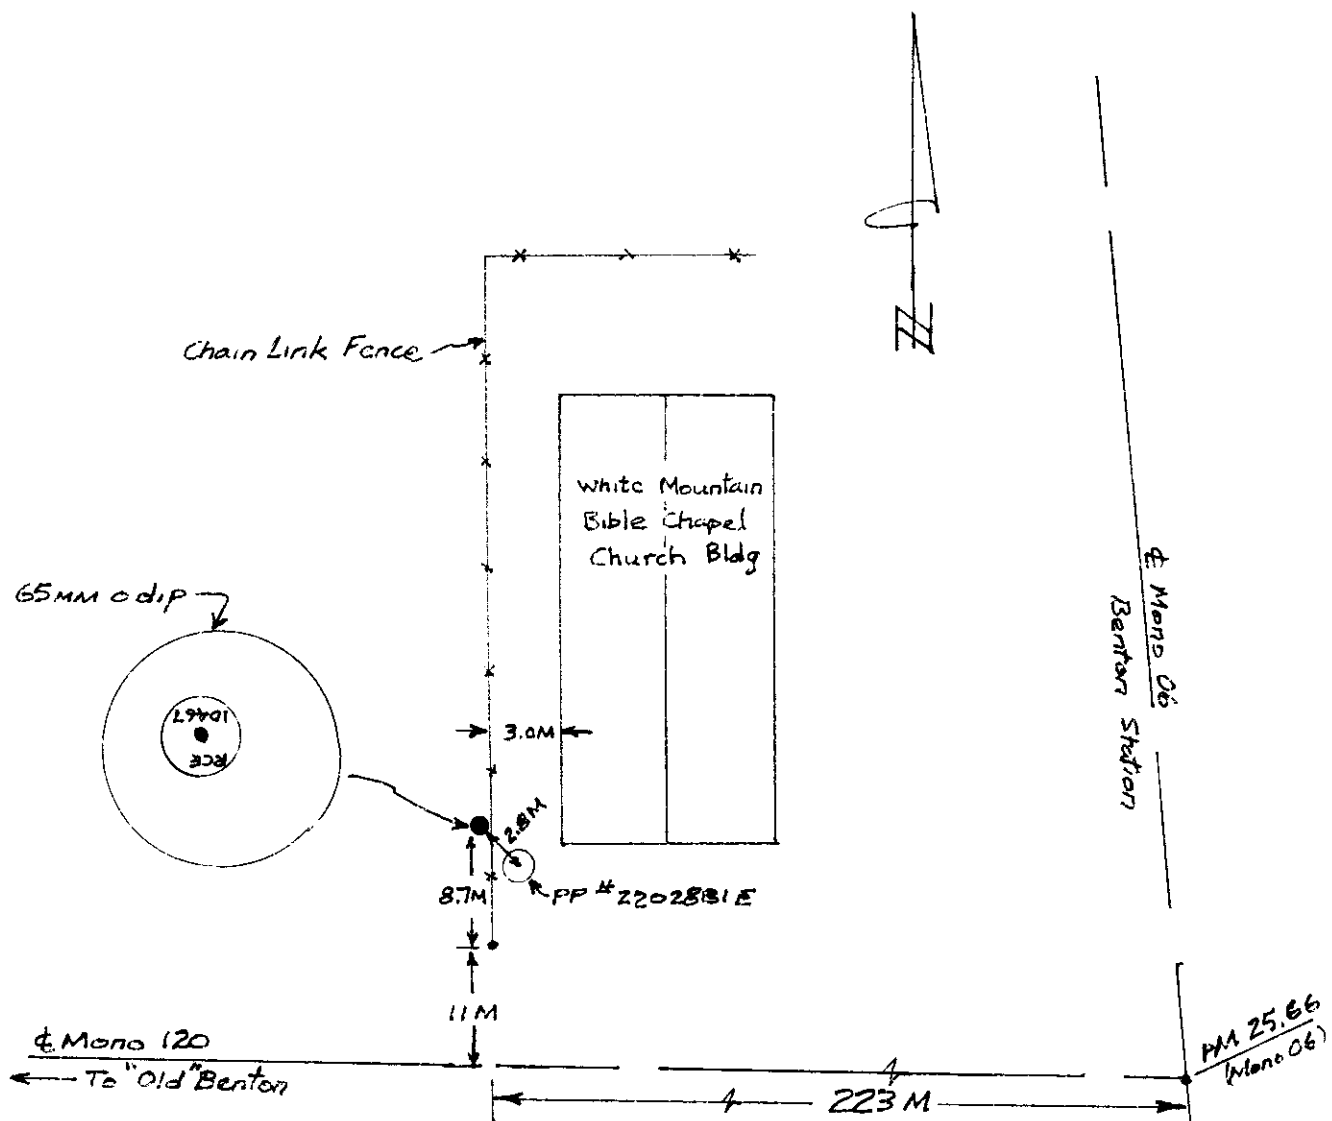 N
Chain Link Fence
White Mountain
Bible Chapel
Church Bldg
65MM O dip
10467
RCE
3.0M
2.8M
8.7M
PP #2202881E
11M
℄ Mono 06
Benton Station
℄ Mono 120
← To "Old" Benton
223 M
PM 25.66
(Mono 06)